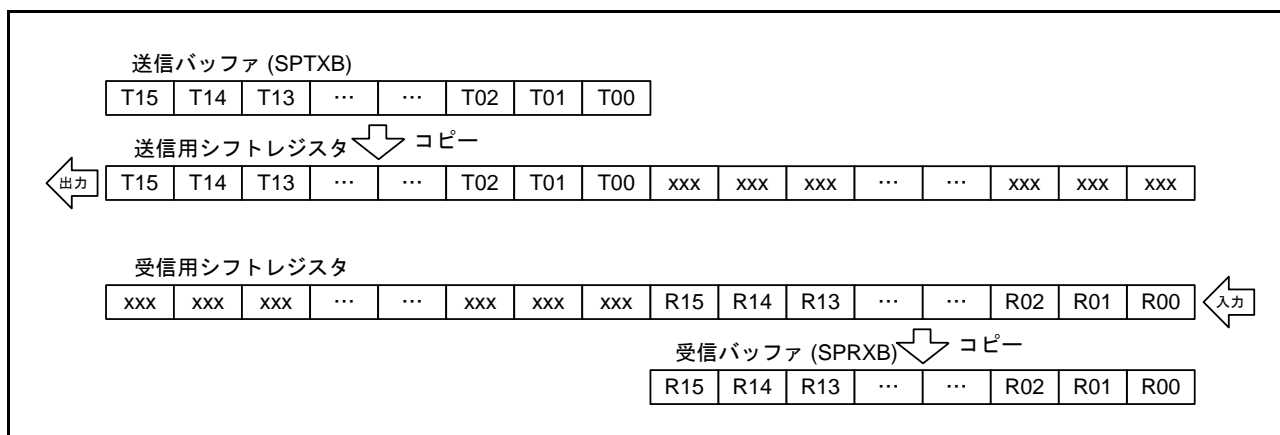 送信バッファ (SPTXB)
T15 T14 T13 … … T02 T01 T00
コピー
送信用シフトレジスタ
出力 T15 T14 T13 … … T02 T01 T00 xxx xxx xxx … … xxx xxx xxx
受信用シフトレジスタ
xxx xxx xxx … … xxx xxx xxx R15 R14 R13 … … R02 R01 R00 入力
コピー
受信バッファ (SPRXB)
R15 R14 R13 … … R02 R01 R00